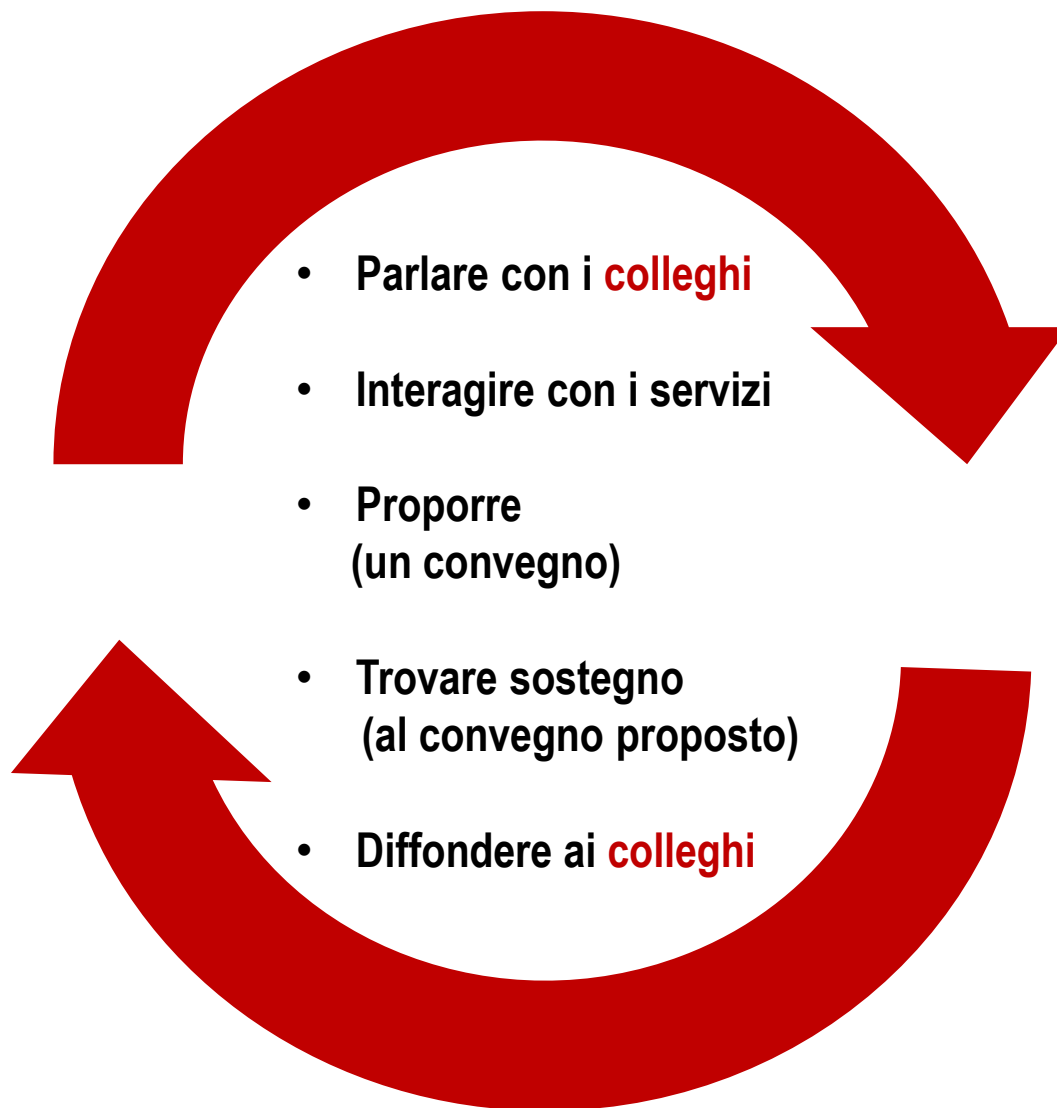 • Parlare con i colleghi
• Interagire con i servizi
• Proporre
(un convegno)
• Trovare sostegno
(al convegno proposto)
• Diffondere ai colleghi